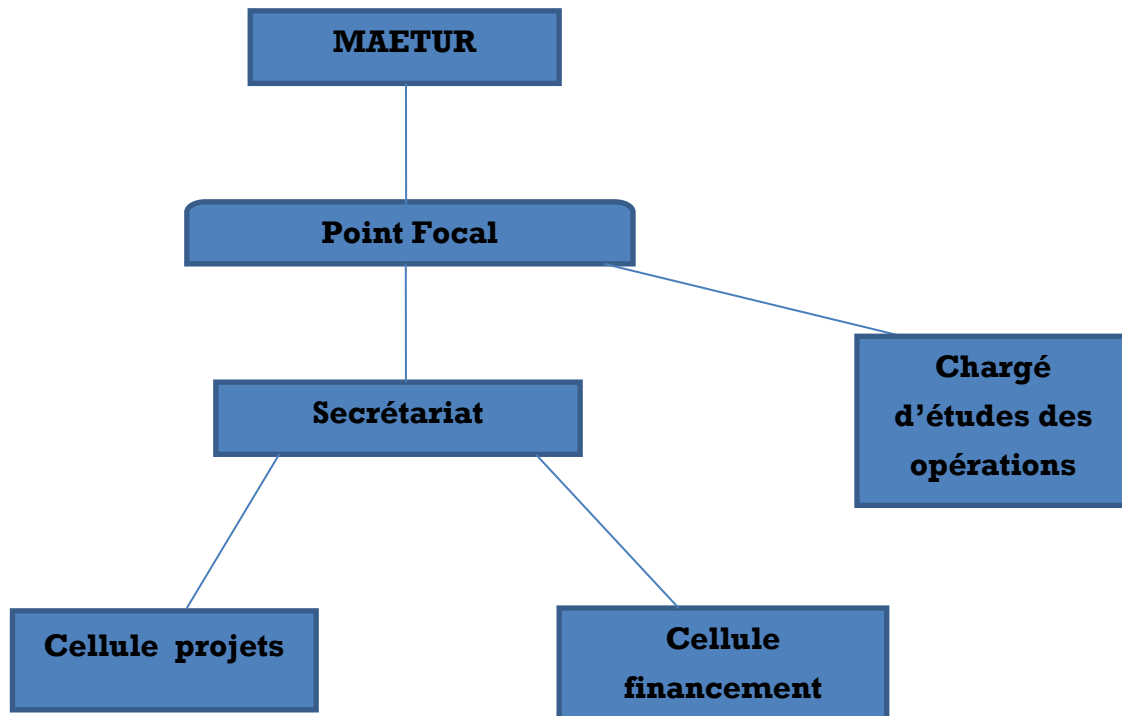 MAETUR
Point Focal
Secrétariat
Chargé
d’études des
opérations
Cellule projets
Cellule
financement